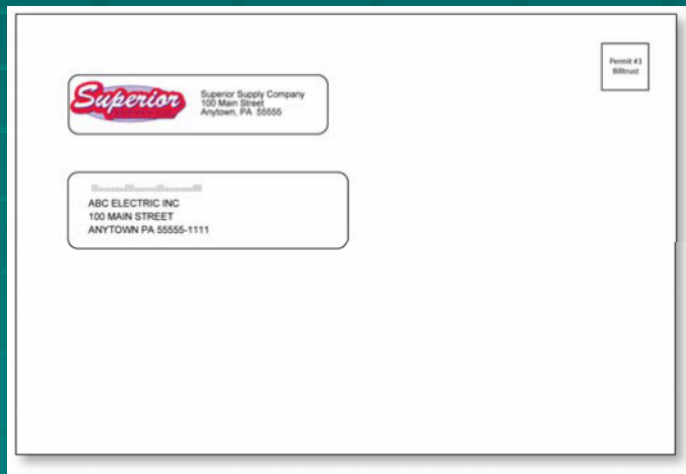 Permit #3
Billtrust
Superior
Superior Supply Company
100 Main Street
Anytown, PA 55555
ABC ELECTRIC INC
100 MAIN STREET
ANYTOWN PA 55555-1111